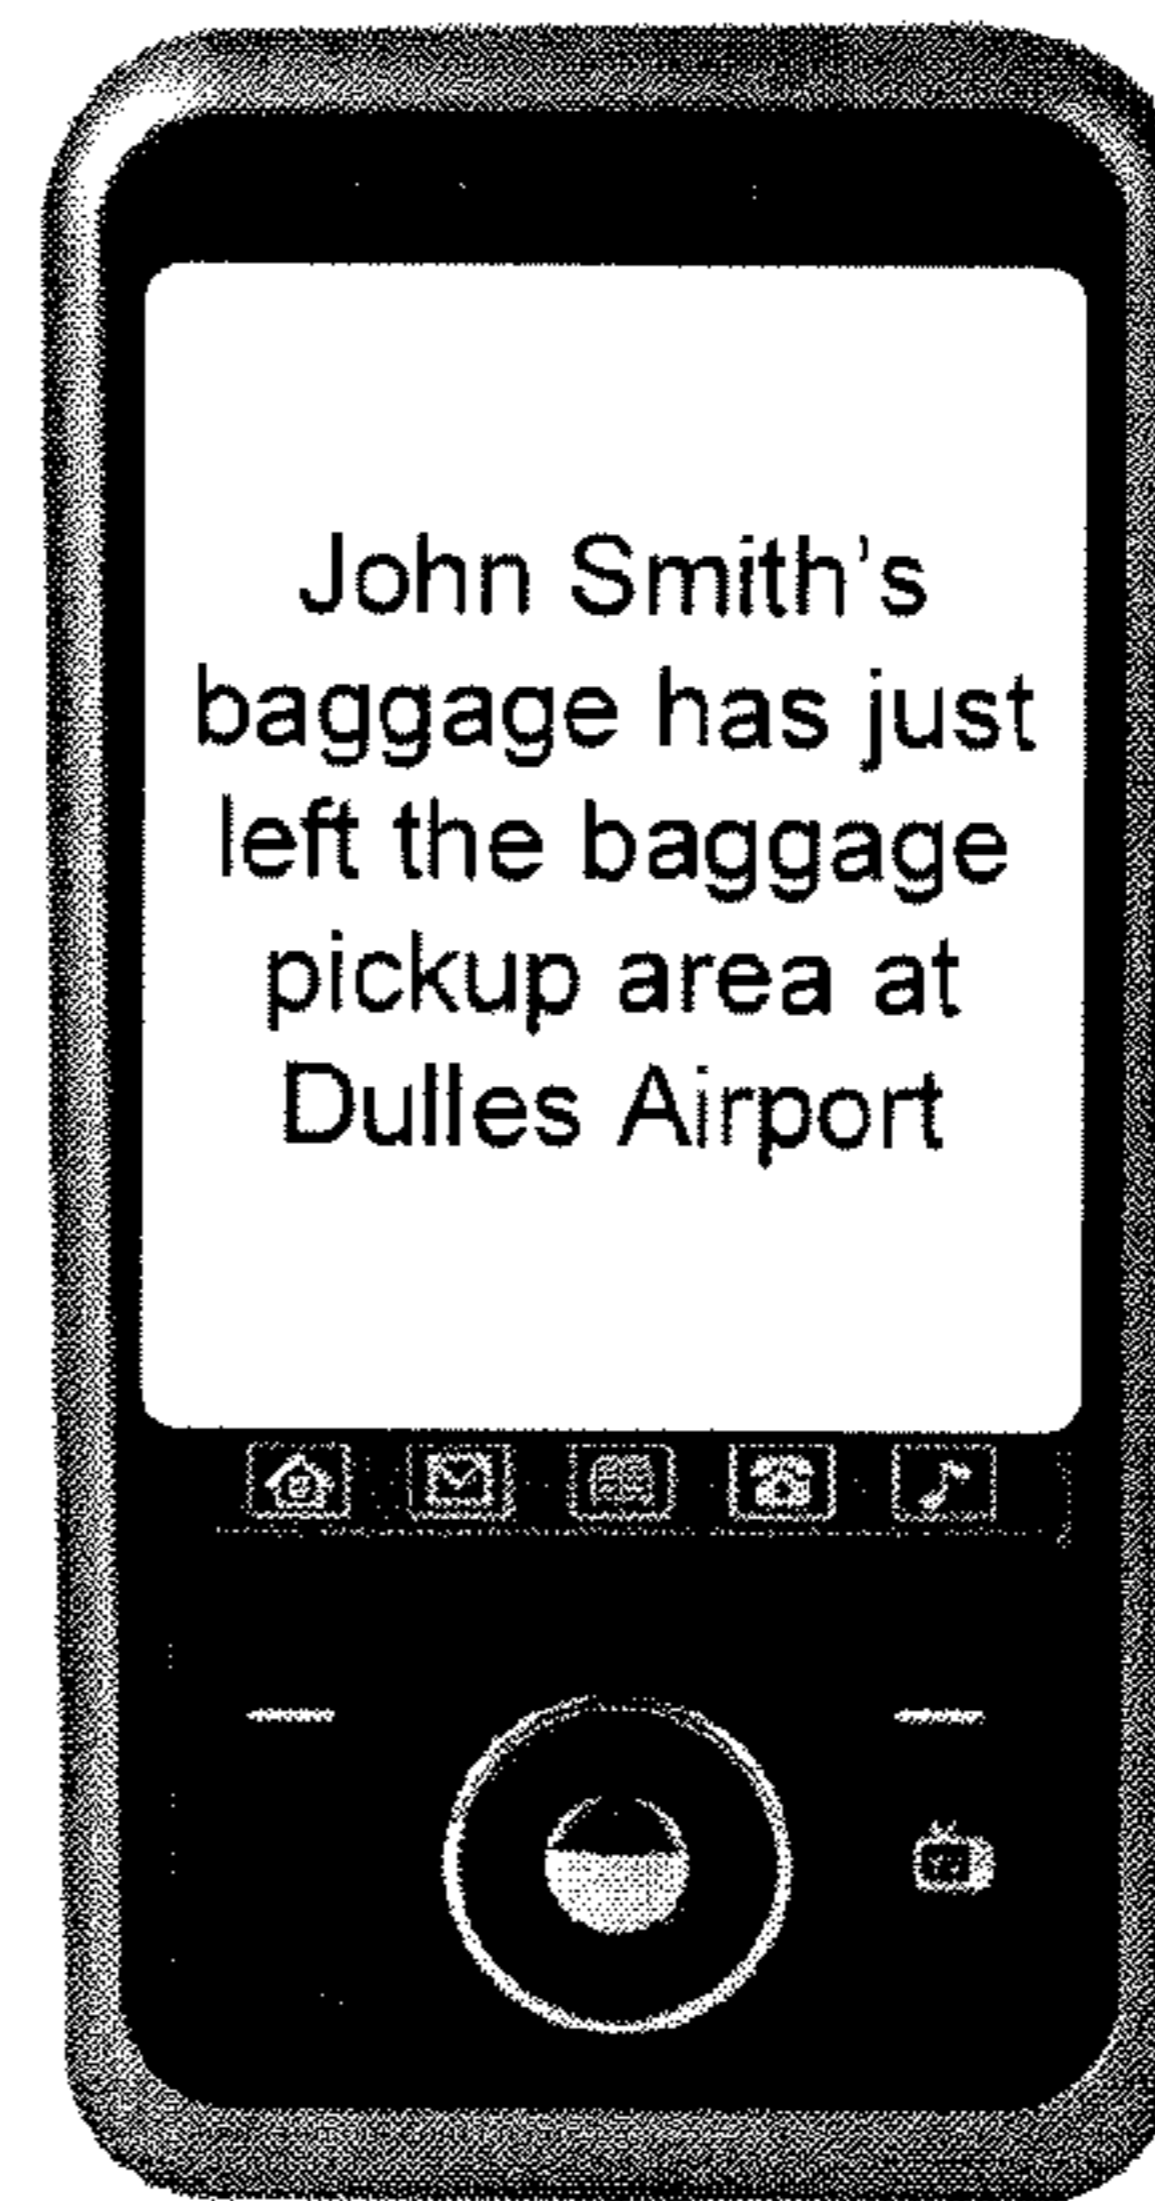 John Smith's
baggage has just
left the baggage
pickup area at
Dulles Airport